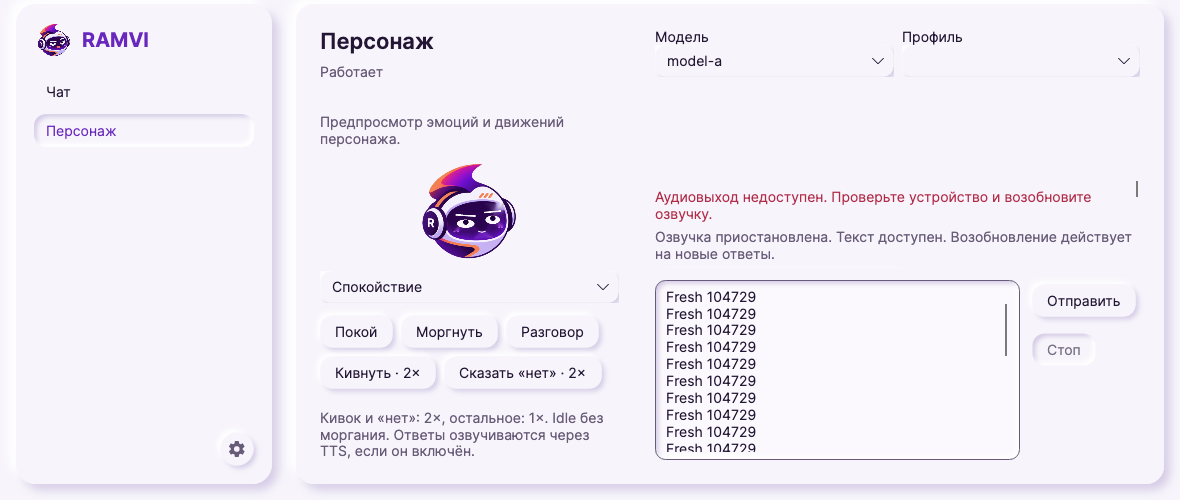 RAMVI
Чат
Персонаж
Персонаж
Работает
Модель
model-a
Профиль
Предпросмотр эмоций и движений
персонажа.
R
Спокойствие
Покой
Моргнуть
Разговор
Кивнуть · 2×
Сказать «нет» · 2×
Кивок и «нет»: 2×, остальное: 1×. Idle без
моргания. Ответы озвучиваются через
TTS, если он включён.
Аудиовыход недоступен. Проверьте устройство и возобновите
озвучку.
Озвучка приостановлена. Текст доступен. Возобновление действует
на новые ответы.
Fresh 104729
Fresh 104729
Fresh 104729
Fresh 104729
Fresh 104729
Fresh 104729
Fresh 104729
Fresh 104729
Fresh 104729
Fresh 104729
Отправить
Стоп